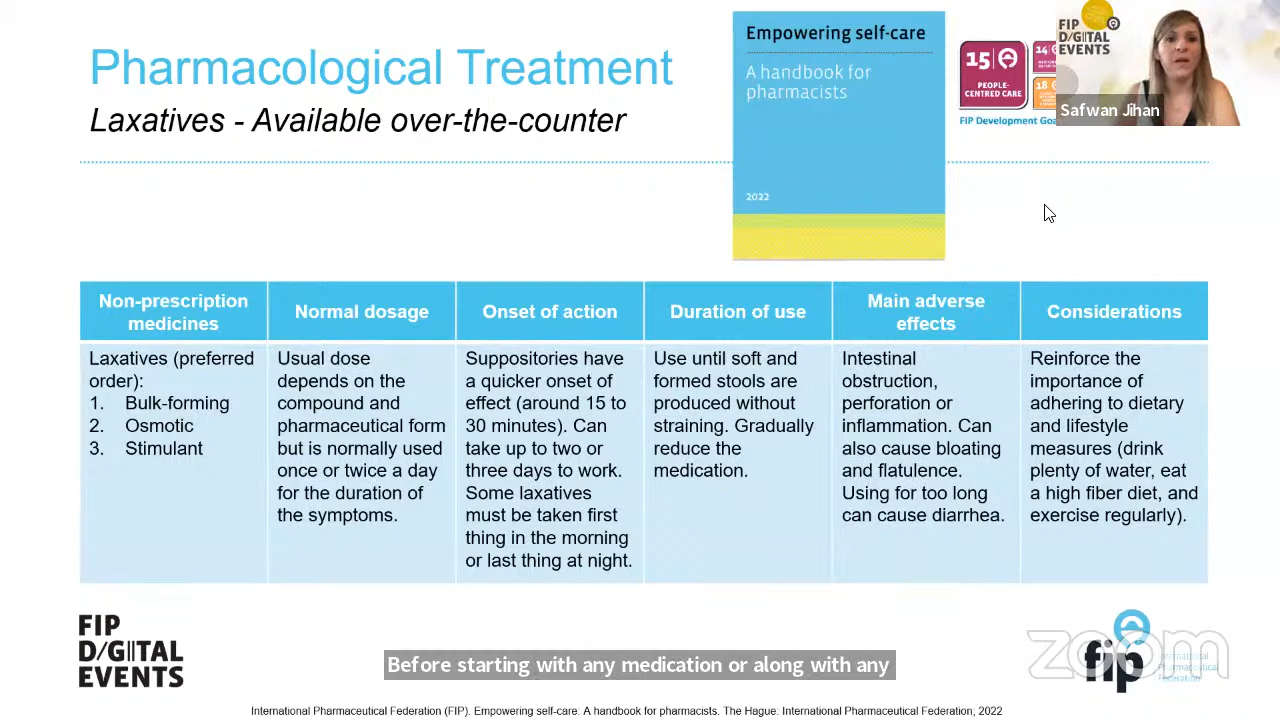 Pharmacological Treatment
Laxatives - Available over-the-counter
Empowering self-care
A handbook for
pharmacists
2022
15
PEOPLE-
CENTRED CARE
14
18
FIP Development Goa
FIP
DIGITAL
EVENTS
Safwan Jihan
Non-prescription
medicines
Normal dosage
Onset of action
Duration of use
Main adverse
effects
Considerations
Laxatives (preferred
order):
1. Bulk-forming
2. Osmotic
3. Stimulant
Usual dose
depends on the
compound and
pharmaceutical form
but is normally used
once or twice a day
for the duration of
the symptoms.
Suppositories have
a quicker onset of
effect (around 15 to
30 minutes). Can
take up to two or
three days to work.
Some laxatives
must be taken first
thing in the morning
or last thing at night.
Use until soft and
formed stools are
produced without
straining. Gradually
reduce the
medication.
Intestinal
obstruction,
perforation or
inflammation. Can
also cause bloating
and flatulence.
Using for too long
can cause diarrhea.
Reinforce the
importance of
adhering to dietary
and lifestyle
measures (drink
plenty of water, eat
a high fiber diet, and
exercise regularly).
FIP
DIGITAL
EVENTS
Before starting with any medication or along with any
zoom
fip
International
Pharmaceutical
Federation
International Pharmaceutical Federation (FIP). Empowering self-care. A handbook for pharmacists. The Hague: International Pharmaceutical Federation; 2022